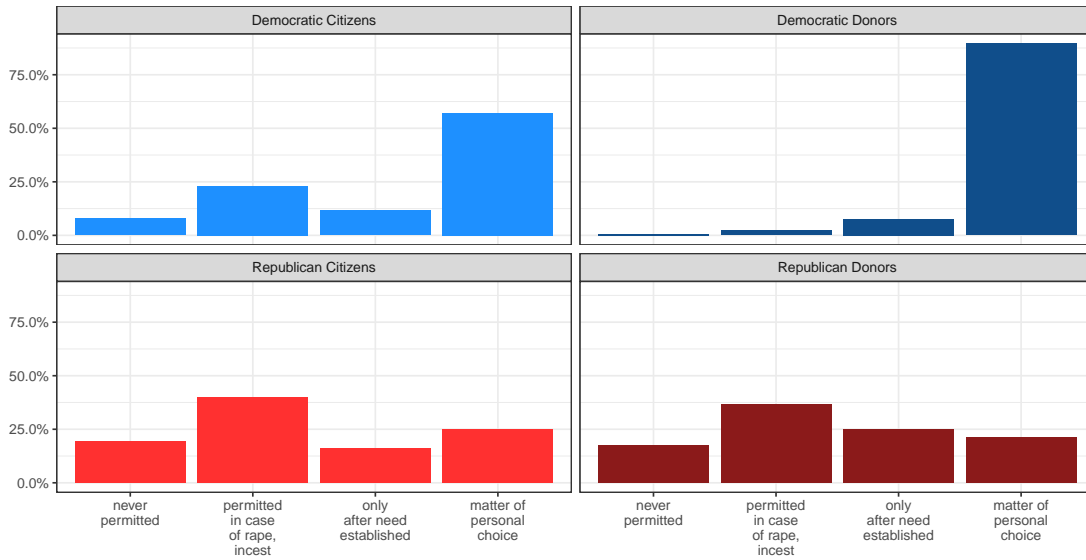 Democratic Citizens
Democratic Donors
75.0%
50.0%
25.0%
0.0%
Republican Citizens
Republican Donors
75.0%
50.0%
25.0%
0.0%
never
permitted
permitted
in case
of rape,
incest
only
after need
established
matter of
personal
choice
never
permitted
permitted
in case
of rape,
incest
only
after need
established
matter of
personal
choice